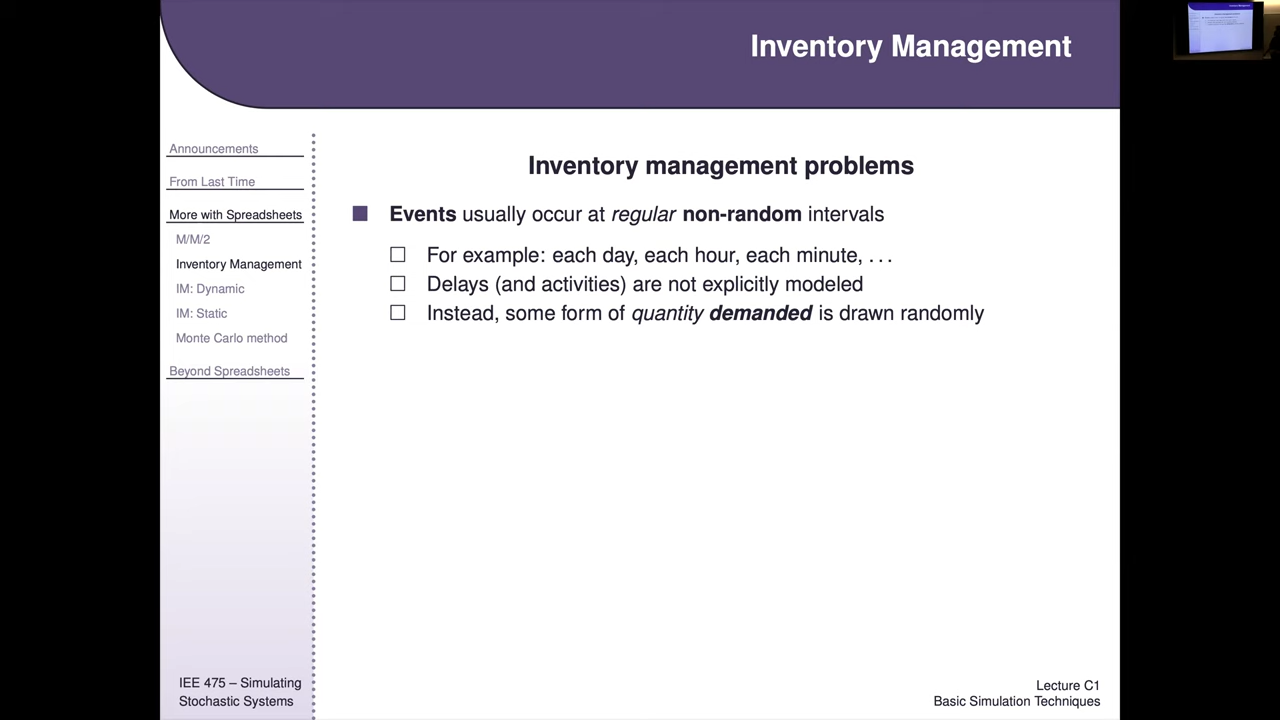 Inventory Management
Announcements
From Last Time
More with Spreadsheets
M/M/2
Inventory Management
IM: Dynamic
IM: Static
Monte Carlo method
Beyond Spreadsheets
Inventory management problems
Events usually occur at regular non-random intervals
For example: each day, each hour, each minute, . . .
Delays (and activities) are not explicitly modeled
Instead, some form of quantity demanded is drawn randomly
IEE 475 – Simulating
Stochastic Systems
Lecture C1
Basic Simulation Techniques